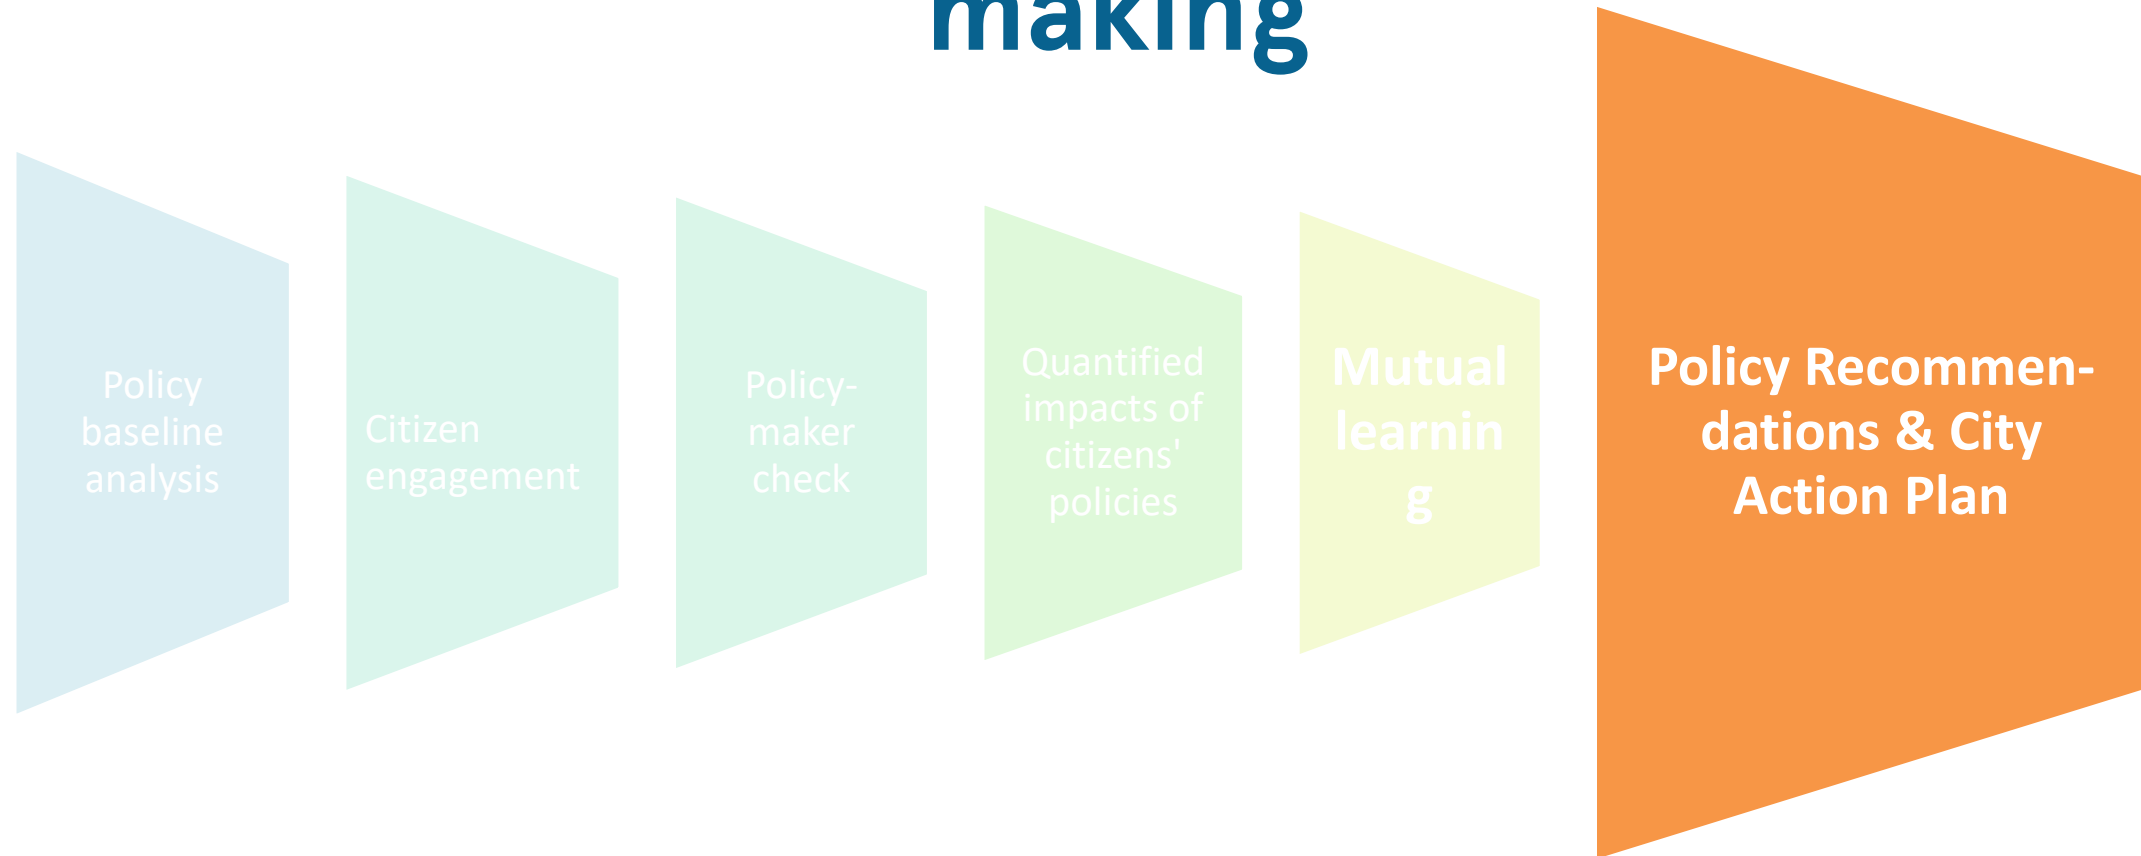 making
Policy
baseline
analysis
Citizen
engagement
Policy-
maker
check
Quantified
impacts of
citizens'
policies
Mutual
learnin
g
Policy Recommen-
dations & City
Action Plan